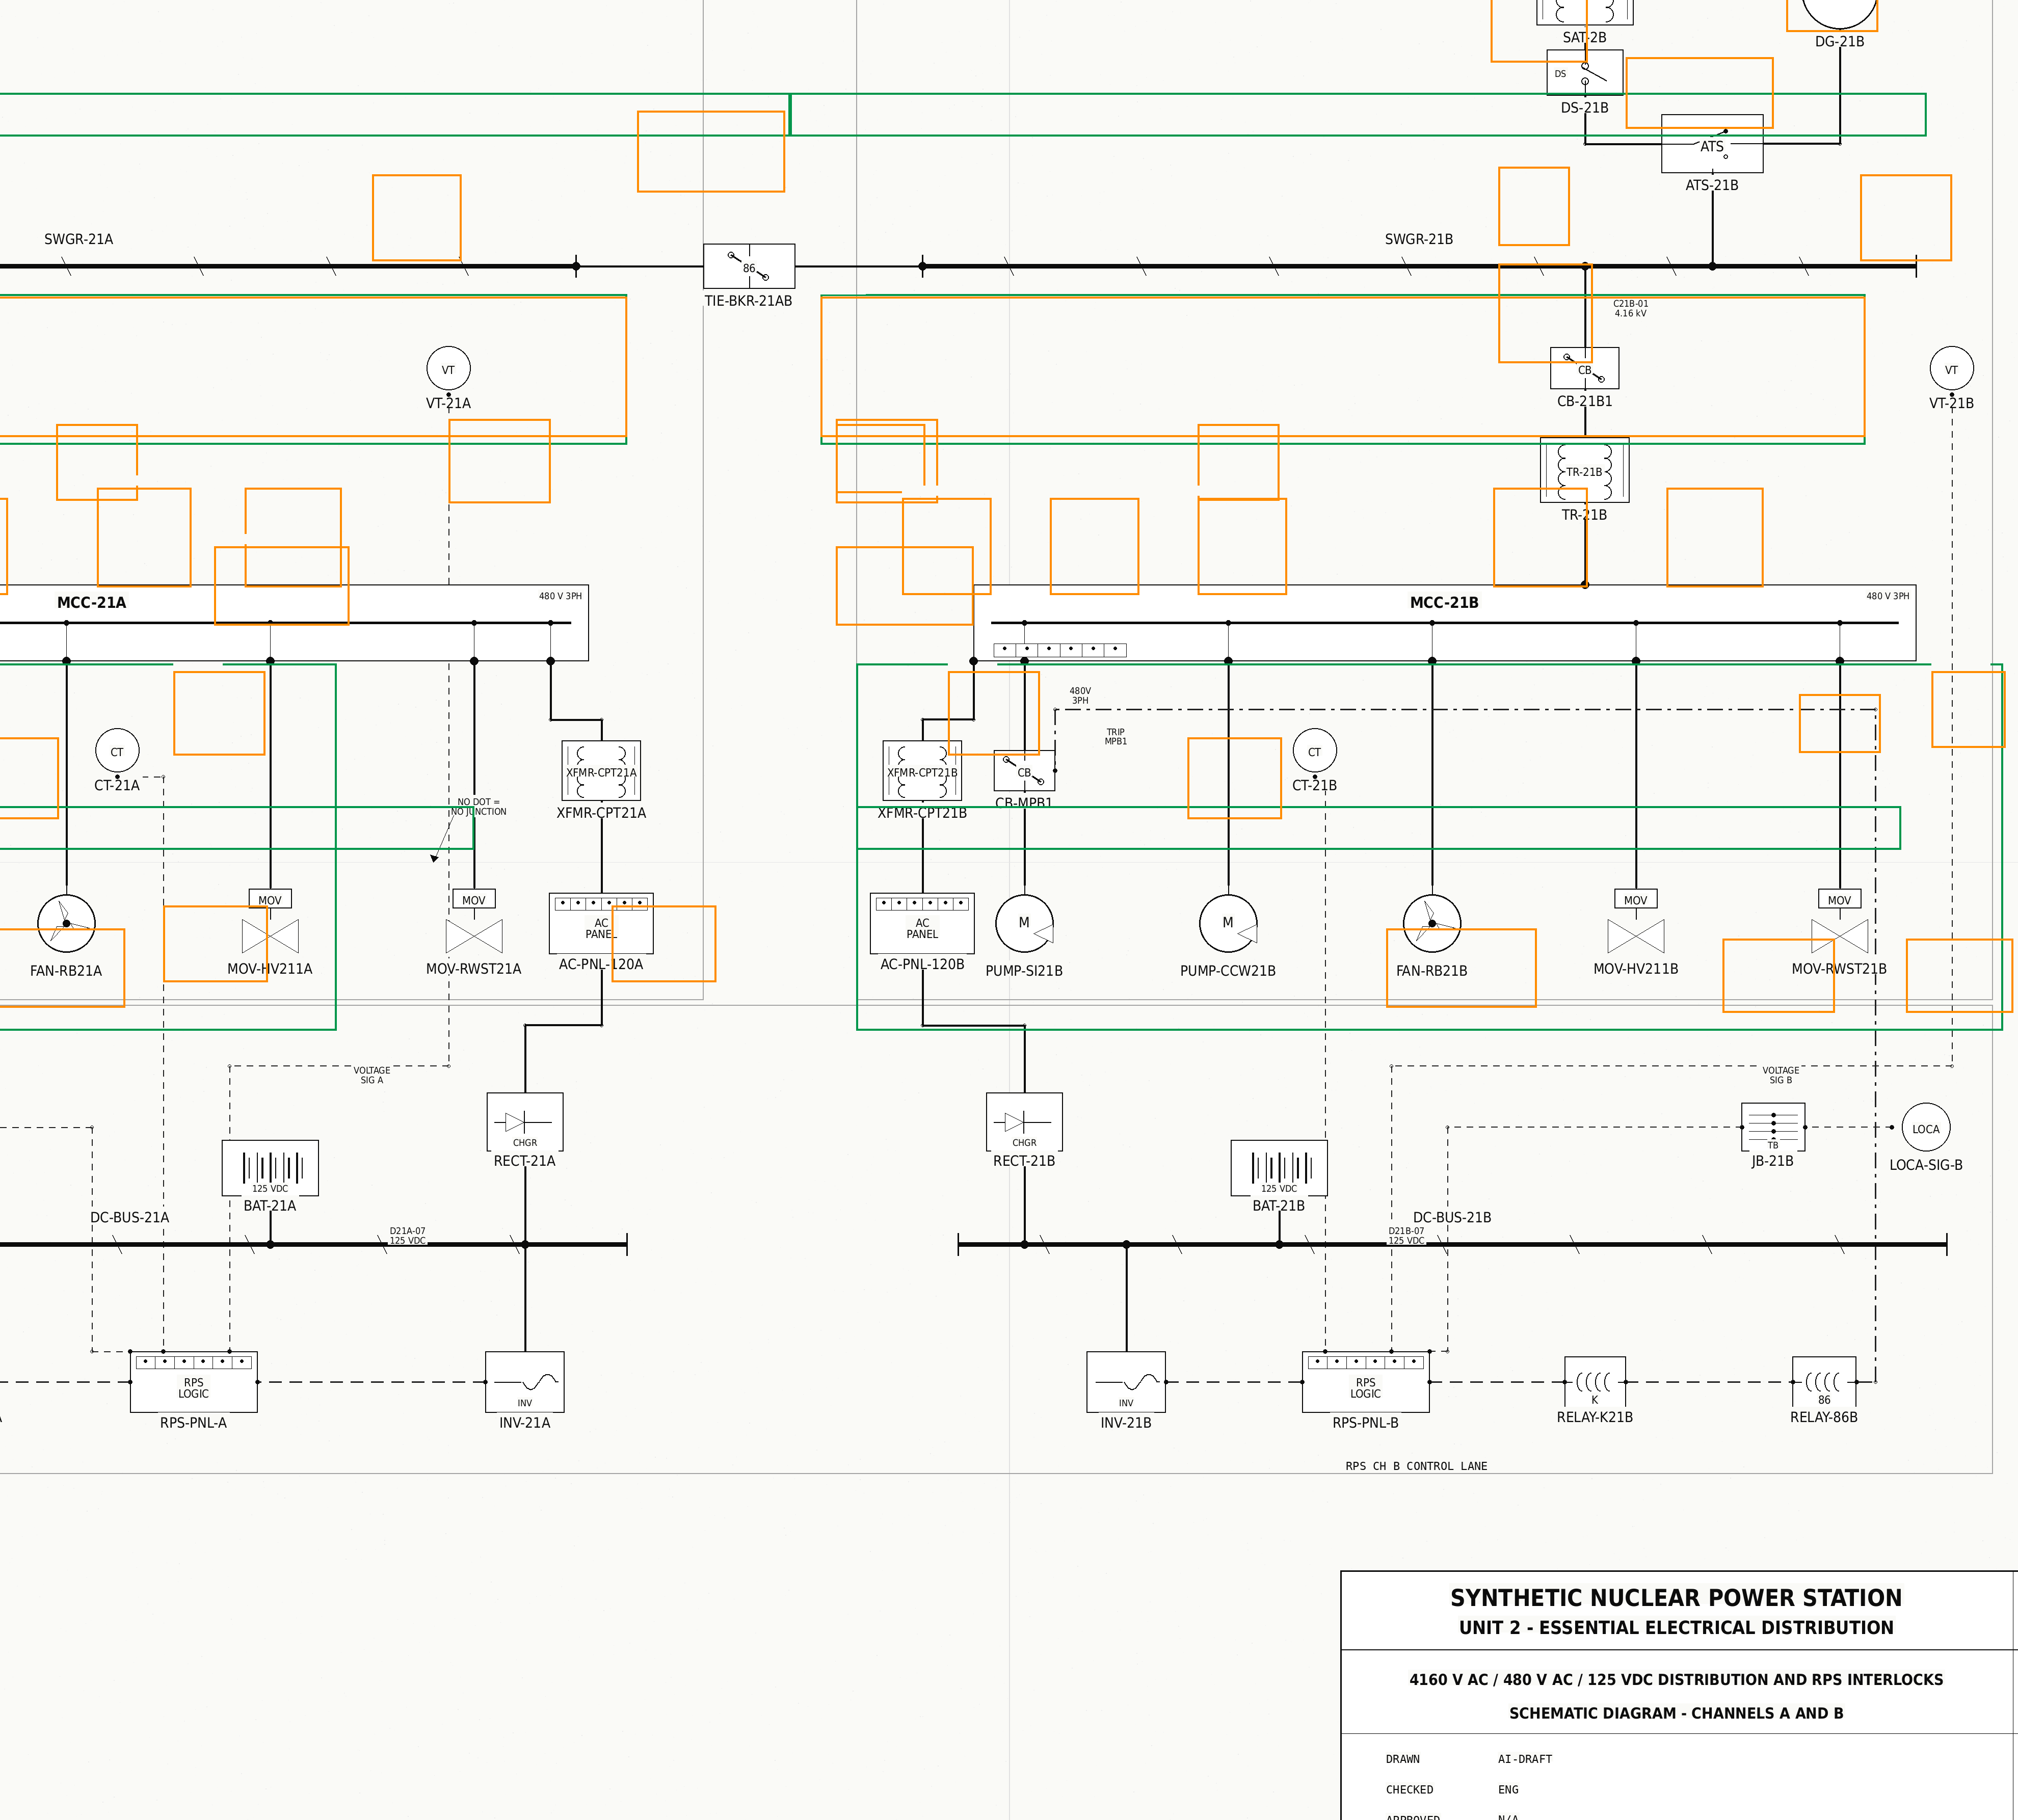 SAT-2B
DG-21B
DS
DS-21B
ATS
ATS-21B
SWGR-21A
SWGR-21B
86
TIE-BKR-21AB
C21B-01
4.16 kV
VT
VT-21A
CB
CB-21B1
VT
VT-21B
TR-21B
TR-21B
MCC-21A
480 V 3PH
MCC-21B
480 V 3PH
480V
3PH
TRIP
MPB1
CT
CT-21A
XFMR-CPT21A
XFMR-CPT21A
XFMR-CPT21B
XFMR-CPT21B
CB
CB-MPB1
CT
CT-21B
NO DOT =
NO JUNCTION
MOV
MOV
MOV
MOV
AC
PANEL
AC
PANEL
M
M
FAN-RB21A
MOV-HV211A
MOV-RWST21A
AC-PNL-120A
AC-PNL-120B
PUMP-SI21B
PUMP-CCW21B
FAN-RB21B
MOV-HV211B
MOV-RWST21B
VOLTAGE
SIG A
VOLTAGE
SIG B
CHGR
RECT-21A
CHGR
RECT-21B
TB
JB-21B
LOCA
LOCA-SIG-B
125 VDC
BAT-21A
125 VDC
BAT-21B
DC-BUS-21A
D21A-07
125 VDC
DC-BUS-21B
D21B-07
125 VDC
RPS
LOGIC
RPS-PNL-A
INV
INV-21A
INV
INV-21B
RPS
LOGIC
RPS-PNL-B
K
RELAY-K21B
86
RELAY-86B
RPS CH B CONTROL LANE
SYNTHETIC NUCLEAR POWER STATION
UNIT 2 - ESSENTIAL ELECTRICAL DISTRIBUTION
4160 V AC / 480 V AC / 125 VDC DISTRIBUTION AND RPS INTERLOCKS
SCHEMATIC DIAGRAM - CHANNELS A AND B
DRAWN AI-DRAFT
CHECKED ENG
APPROVED N/A